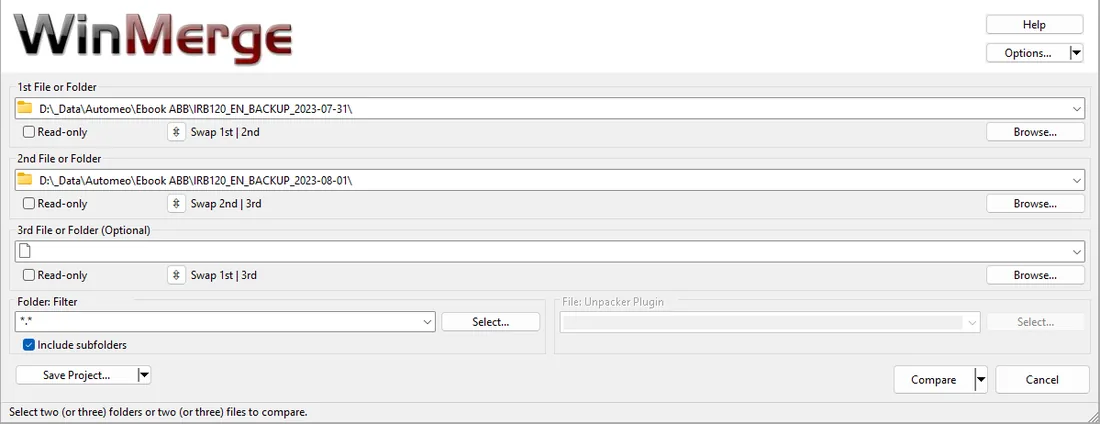 WinMerge
Help
Options...
1st File or Folder
D:\_Data\Automeo\Ebook ABB\IRB120_EN_BACKUP_2023-07-31\
Read-only Swap 1st | 2nd Browse...
2nd File or Folder
D:\_Data\Automeo\Ebook ABB\IRB120_EN_BACKUP_2023-08-01\
Read-only Swap 2nd | 3rd Browse...
3rd File or Folder (Optional)
Read-only Swap 1st | 3rd Browse...
Folder: Filter File: Unpacker Plugin
*.* Select... Select...
Include subfolders
Save Project... Compare Cancel
Select two (or three) folders or two (or three) files to compare.